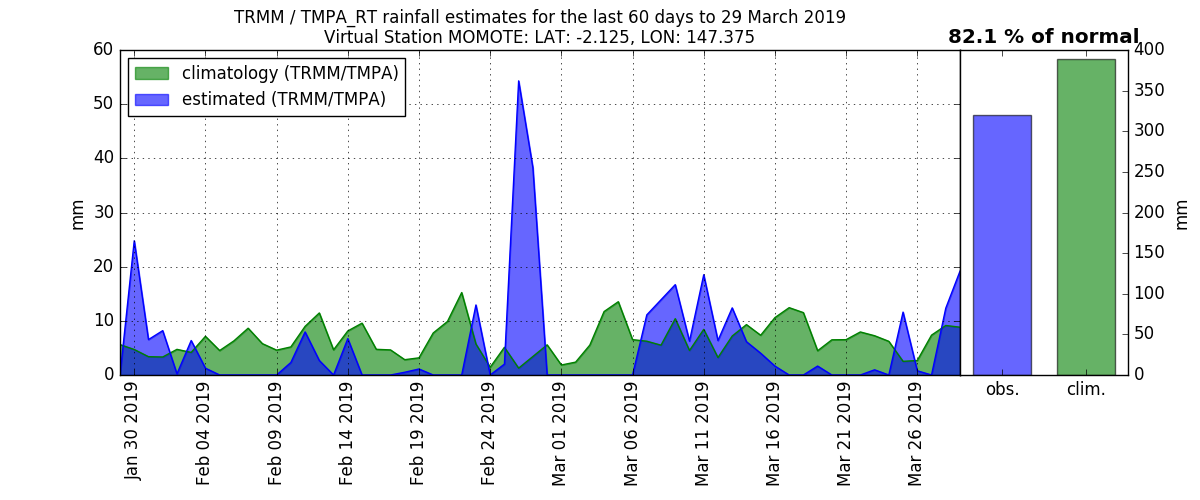 TRMM / TMPA_RT rainfall estimates for the last 60 days to 29 March 2019
Virtual Station MOMOTE: LAT: -2.125, LON: 147.375
82.1 % of normal
climatology (TRMM/TMPA)
estimated (TRMM/TMPA)
60
50
40
30
20
10
0
mm
Jan 30 2019
Feb 04 2019
Feb 09 2019
Feb 14 2019
Feb 19 2019
Feb 24 2019
Mar 01 2019
Mar 06 2019
Mar 11 2019
Mar 16 2019
Mar 21 2019
Mar 26 2019
obs.
clim.
400
350
300
250
200
150
100
50
0
mm